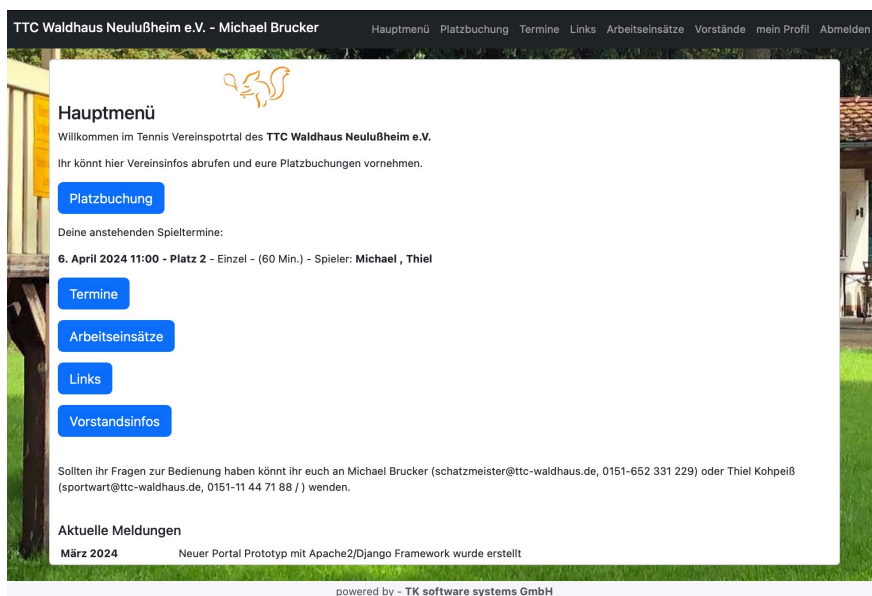 TTC Waldhaus Neulußheim e.V. - Michael Brucker
Hauptmenü Platzbuchung Termine Links Arbeitseinsätze Vorstände mein Profil Abmelden
Hauptmenü
Willkommen im Tennis Vereinspotrtal des TTC Waldhaus Neulußheim e.V.
Ihr könnt hier Vereinsinfos abrufen und eure Platzbuchungen vornehmen.
Platzbuchung
Deine anstehenden Spieltermine:
6. April 2024 11:00 - Platz 2 - Einzel - (60 Min.) - Spieler: Michael , Thiel
Termine
Arbeitseinsätze
Links
Vorstandsinfos
Sollten ihr Fragen zur Bedienung haben könnt ihr euch an Michael Brucker (schatzmeister@ttc-waldhaus.de, 0151-652 331 229) oder Thiel Kohpeiß
(sportwart@ttc-waldhaus.de, 0151-11 44 71 88 / ) wenden.
Aktuelle Meldungen
März 2024 Neuer Portal Prototyp mit Apache2/Django Framework wurde erstellt
powered by - TK software systems GmbH